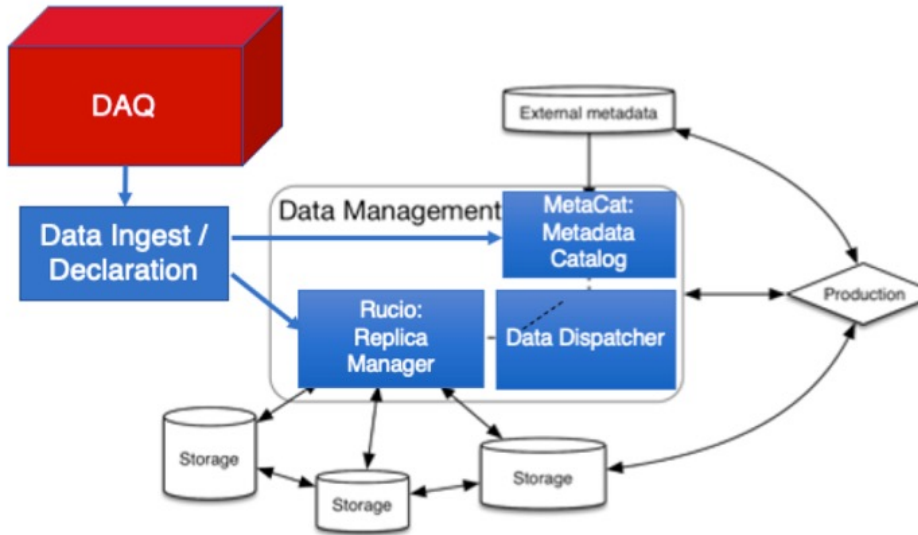 DAQ
External metadata
Data Management
MetaCat:
Metadata
Catalog
Data Ingest /
Declaration
Production
Rucio:
Replica
Manager
Data Dispatcher
Storage
Storage
Storage